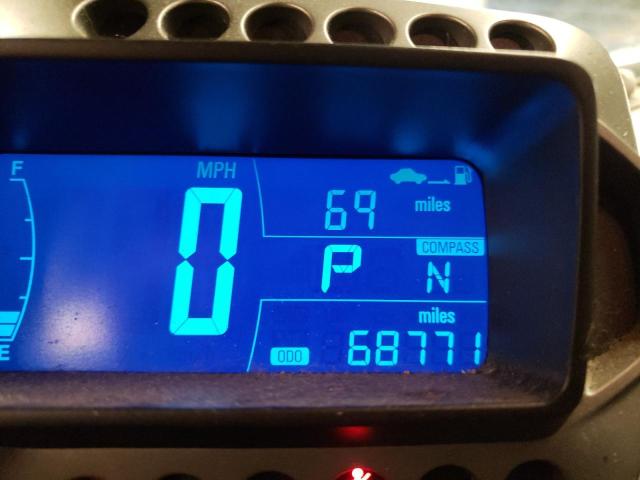 F
MPH
0
69 miles
COMPASS
P N
miles
ODO 68771
E